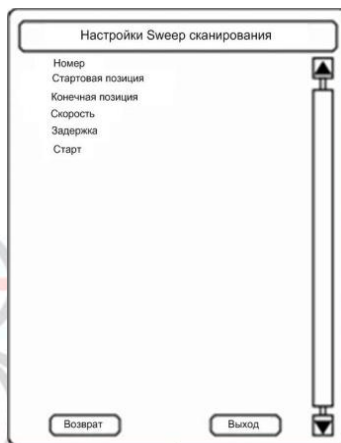 Настройки Sweep сканирования
Номер
Стартовая позиция
Конечная позиция
Скорость
Задержка
Старт
Возврат
Выход